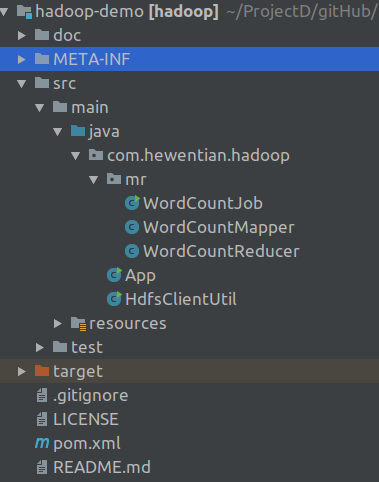 hadoop-demo [hadoop] ~/ProjectD/gitHub/
doc
META-INF
src
main
java
com.hewentian.hadoop
mr
WordCountJob
WordCountMapper
WordCountReducer
App
HdfsClientUtil
resources
test
target
.gitignore
LICENSE
pom.xml
README.md